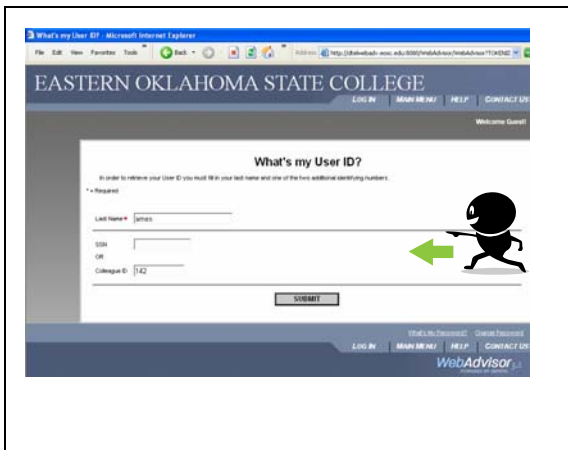 What's my User ID? - Microsoft Internet Explorer
File Edit View Favorites Tools Back Address
EASTERN OKLAHOMA STATE COLLEGE
LOG IN MAIN MENU HELP CONTACT US
Welcome Guest!
What's my User ID?
In order to retrieve your User ID you must fill in your last name and one of the two additional identifying numbers.
* = Required
Last Name * ames
SSN
OR
Colleague ID 142
SUBMIT
What's My Password? Change Password
LOG IN MAIN MENU HELP CONTACT US
WebAdvisor